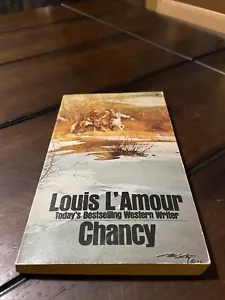 Louis L'Amour
Today's Bestselling Western Writer
Chancy